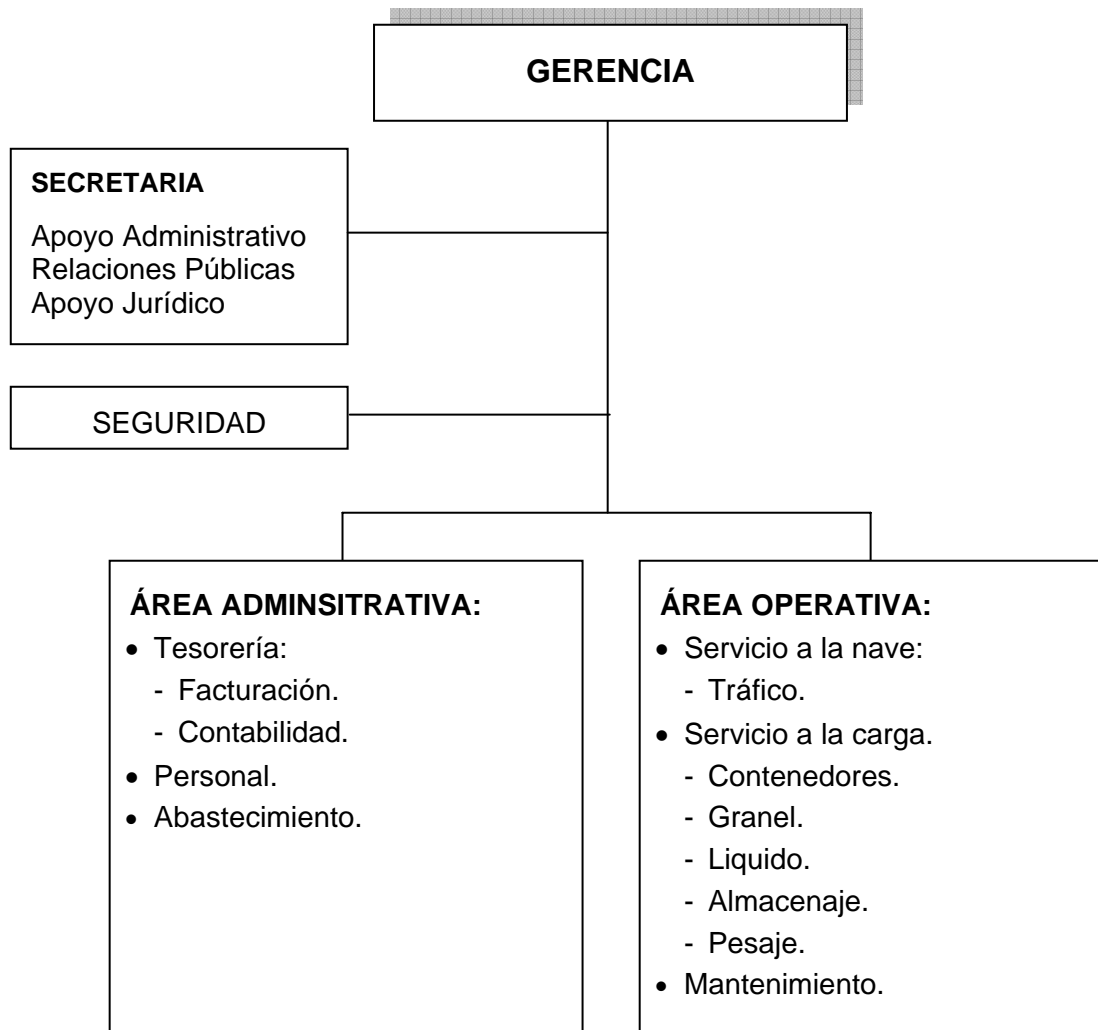 GERENCIA
SECRETARIA
Apoyo Administrativo
Relaciones Públicas
Apoyo Jurídico
SEGURIDAD
ÁREA ADMINSITRATIVA:
• Tesorería:
- Facturación.
- Contabilidad.
• Personal.
• Abastecimiento.
ÁREA OPERATIVA:
• Servicio a la nave:
- Tráfico.
• Servicio a la carga.
- Contenedores.
- Granel.
- Liquido.
- Almacenaje.
- Pesaje.
• Mantenimiento.